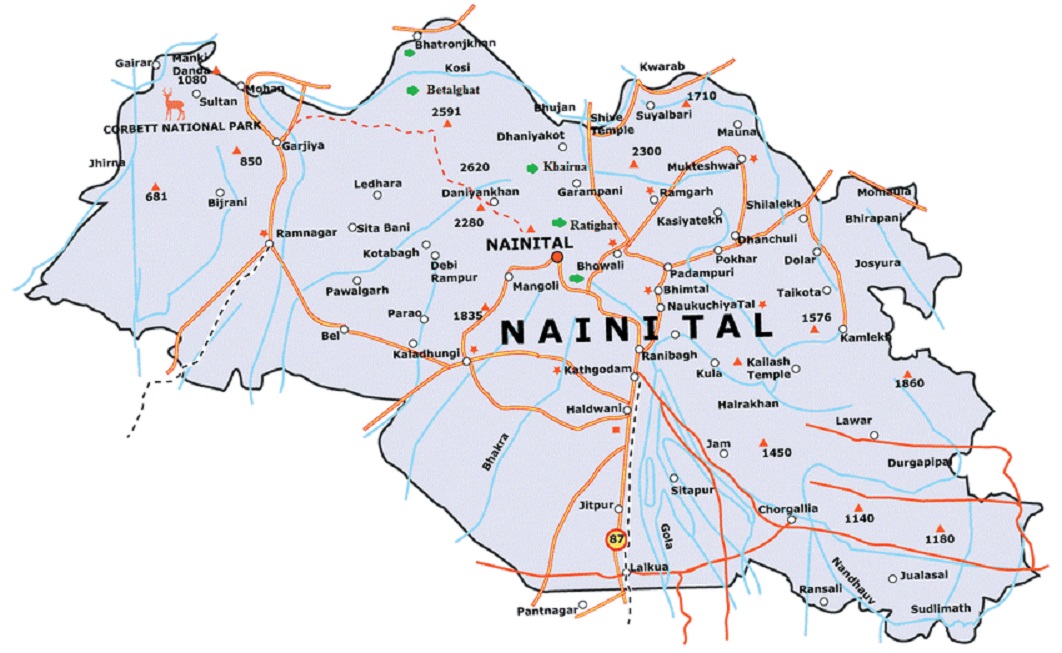 Bhatronjkhan
Gairar
Manki
Danda
1080
Kosi
Kwarab
Mohan
Sultan
Betalghat
2591
Bhujan
Suyalbari
1710
CORBETT NATIONAL PARK
Garjiya
Dhaniyakot
Shive
Temple
Mauna
850
2300
Mukteshwar
Jhirna
681
Bijrani
Ledhara
2620
Daniyankhan
Khairna
Garampani
Ramgarh
Momaula
Shilalekh
Bhirapani
2280
Kasiyatekh
Ramnagar
Sita Bani
Ratighat
NAINITAL
Dhanchuli
Kotabagh
Debi
Rampur
Bhowali
Pokhar
Dolar
Josyura
Padampuri
Pawalgarh
Mangoli
Bhimtal
Taikota
NaukuchiyaTal
1835
Parao
1576
NAINITAL
Bel
Kamlekh
Kaladhungi
Ranibagh
Kathgodam
Kula
Kailash
Temple
1860
Haldwani
Hairakhan
Lawar
Bhakra
Jam
1450
Durgapipal
Sitapur
Jitpur
Chorgallia
1140
1180
87
Gola
Lalkua
Nandhauv
Jualasal
Ransali
Pantnagar
Sudlimath